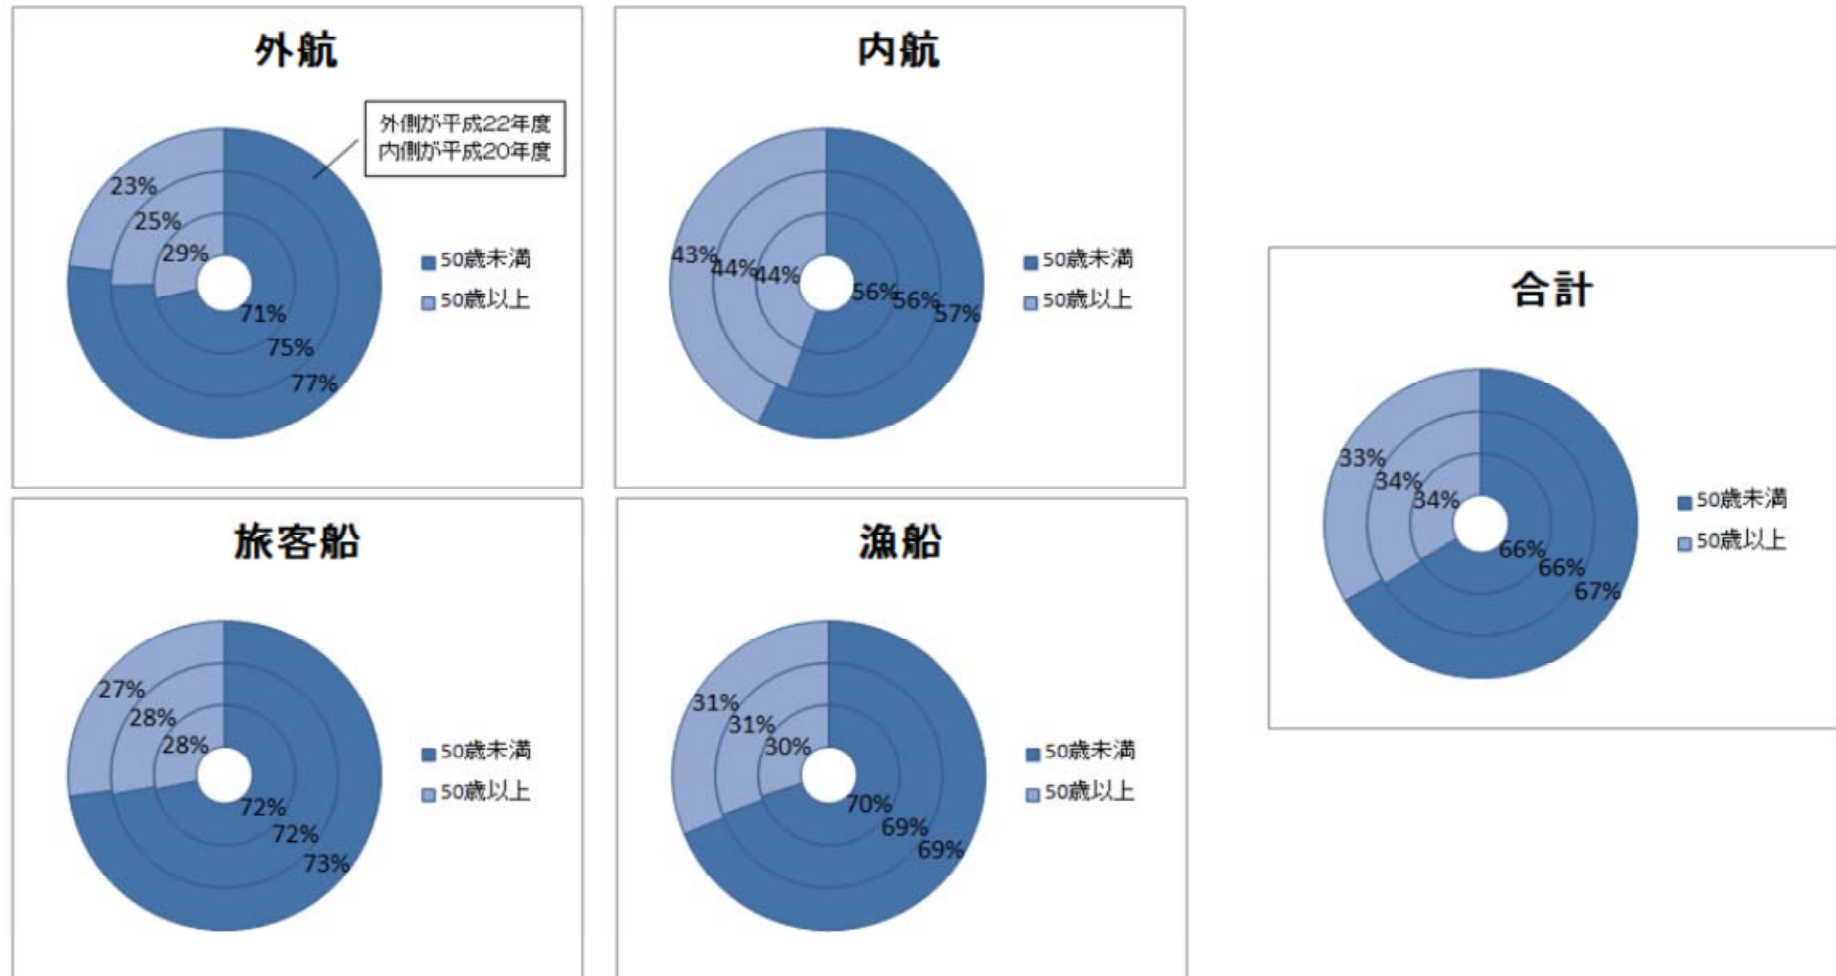 外航
外側が平成22年度
内側が平成20年度
23%
25%
29%
71%
75%
77%
50歳未満
50歳以上
内航
43%
44%
44%
56%
56%
57%
50歳未満
50歳以上
旅客船
27%
28%
28%
72%
72%
73%
50歳未満
50歳以上
漁船
31%
31%
30%
70%
69%
69%
50歳未満
50歳以上
合計
33%
34%
34%
66%
66%
67%
50歳未満
50歳以上